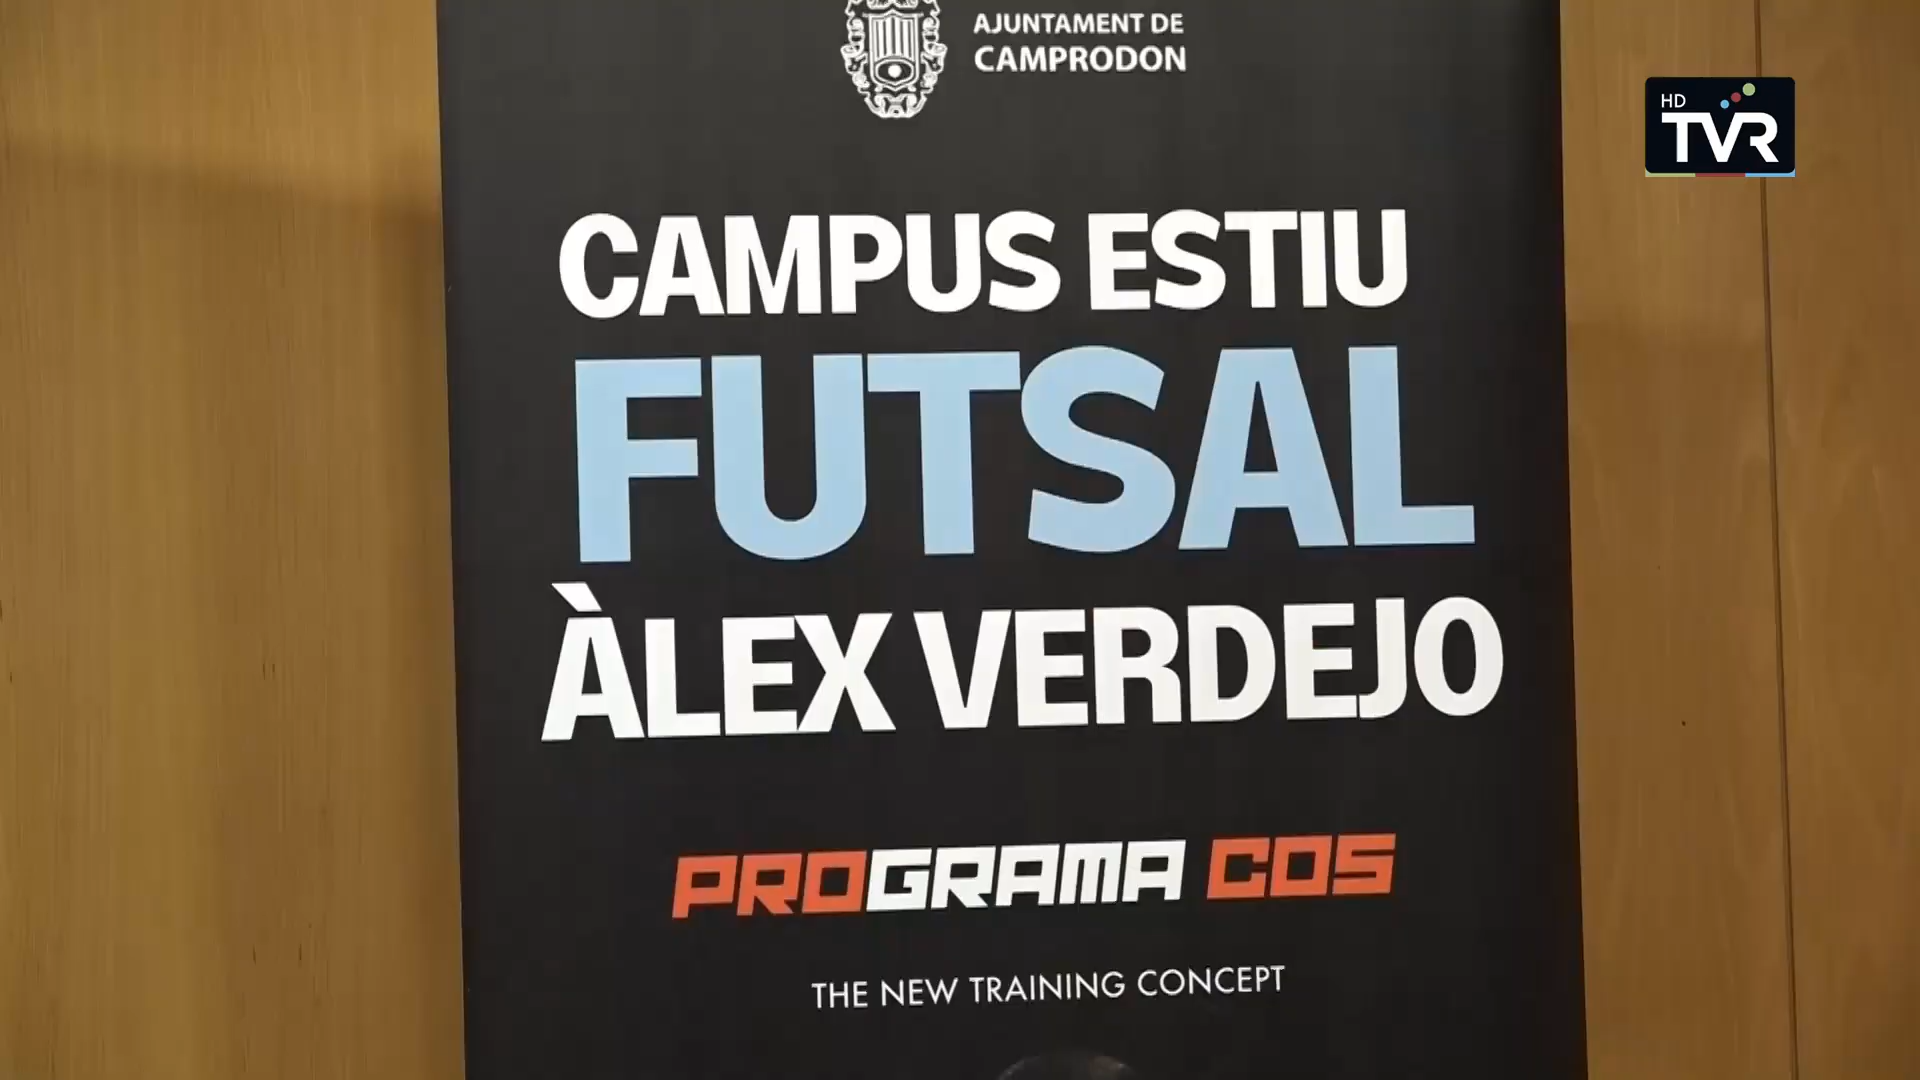 AJUNTAMENT DE
CAMPRODON
HD
TVR
CAMPUS ESTIU
FUTSAL
ÀLEX VERDEJO
PROGRAMA COS
THE NEW TRAINING CONCEPT